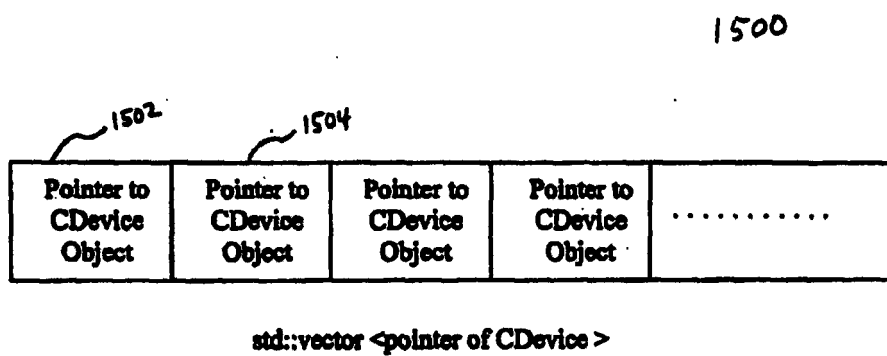 1500
1502
1504
Pointer to CDevice Object
Pointer to CDevice Object
Pointer to CDevice Object
Pointer to CDevice Object
...........
std::vector <pointer of CDevice >